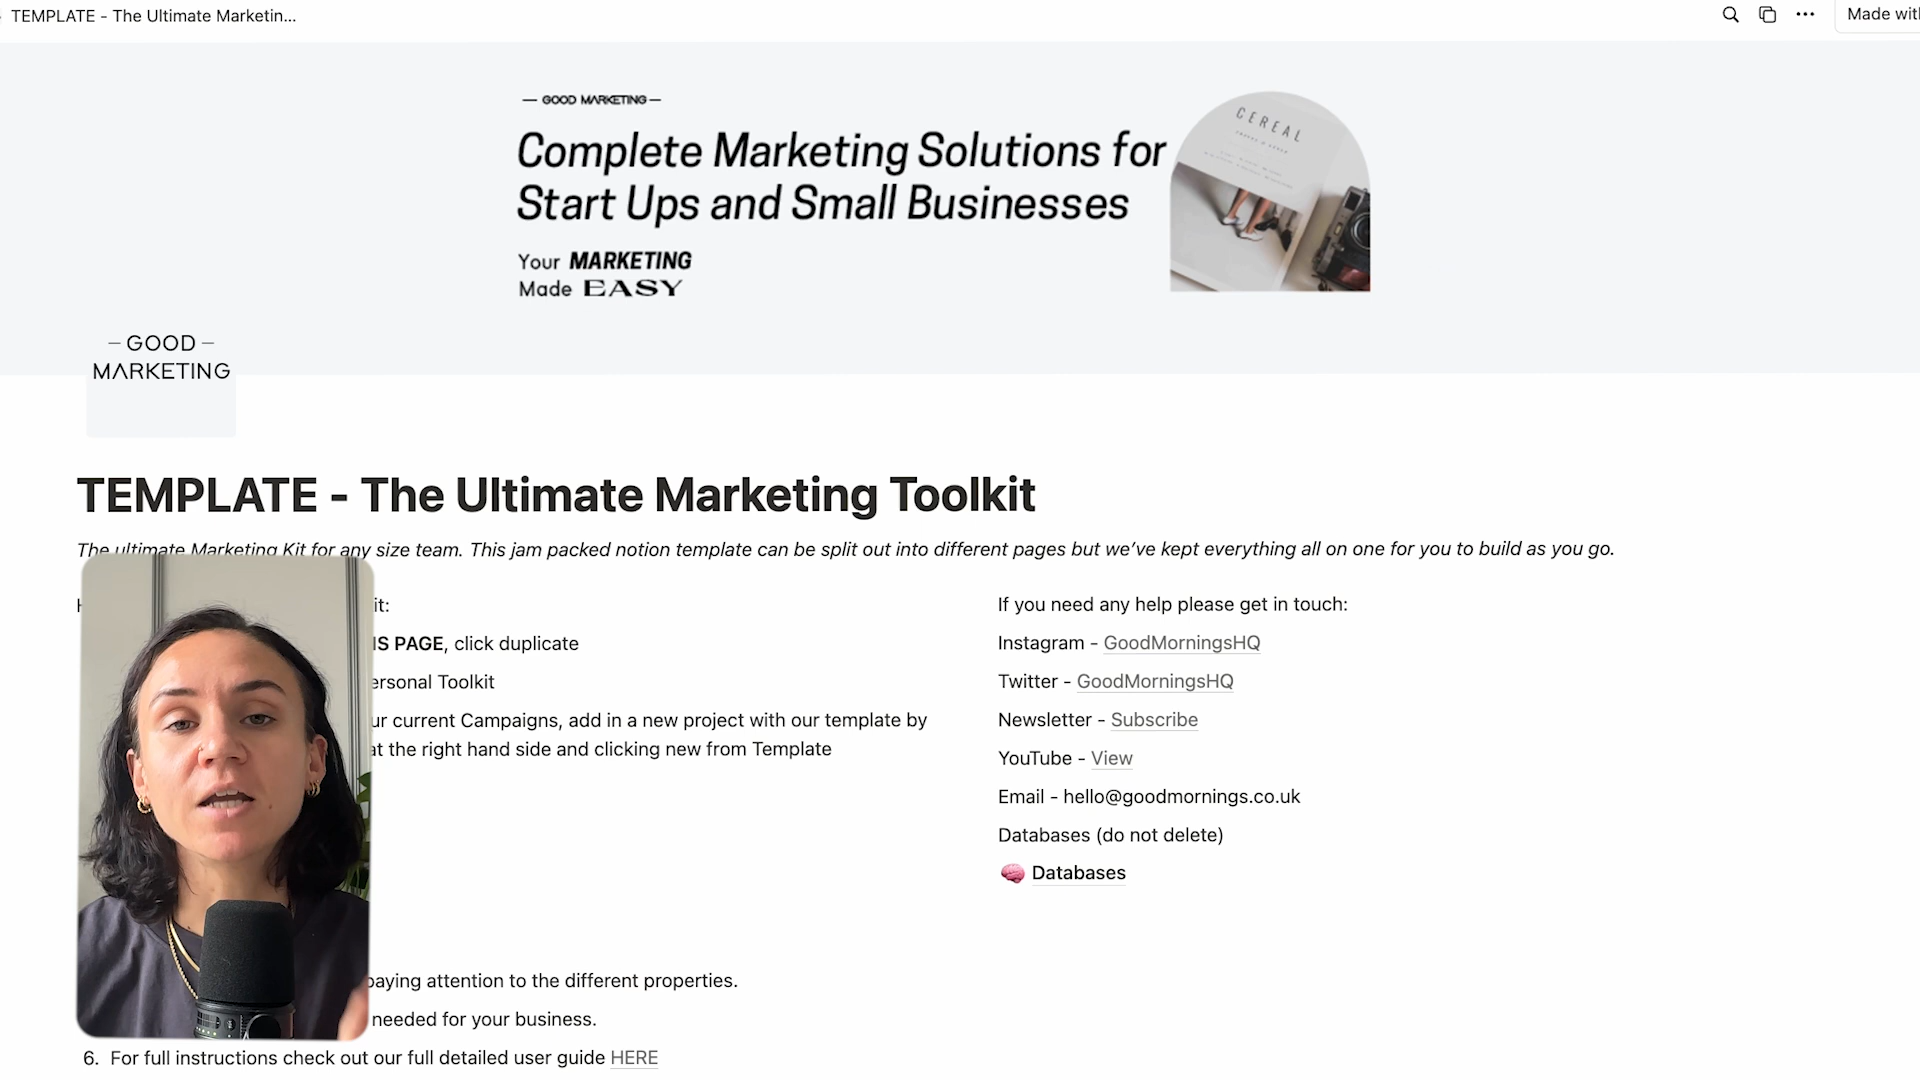 TEMPLATE - The Ultimate Marketin...
Made with
— GOOD MARKETING —
Complete Marketing Solutions for
Start Ups and Small Businesses
Your MARKETING
Made EASY
CEREAL
— GOOD —
MARKETING
TEMPLATE - The Ultimate Marketing Toolkit
The ultimate Marketing Kit for any size team. This jam packed notion template can be split out into different pages but we’ve kept everything all on one for you to build as you go.
it:
IS PAGE, click duplicate
ersonal Toolkit
ur current Campaigns, add in a new project with our template by
at the right hand side and clicking new from Template
paying attention to the different properties.
needed for your business.
6. For full instructions check out our full detailed user guide HERE
If you need any help please get in touch:
Instagram - GoodMorningsHQ
Twitter - GoodMorningsHQ
Newsletter - Subscribe
YouTube - View
Email - hello@goodmornings.co.uk
Databases (do not delete)
Databases